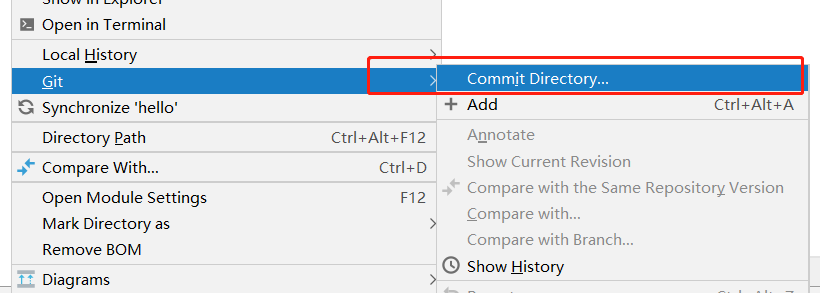 Show in Explorer
Open in Terminal
Local History
Git
Synchronize 'hello'
Directory Path Ctrl+Alt+F12
Compare With... Ctrl+D
Open Module Settings F12
Mark Directory as
Remove BOM
Diagrams
Commit Directory...
Add Ctrl+Alt+A
Annotate
Show Current Revision
Compare with the Same Repository Version
Compare with...
Compare with Branch...
Show History